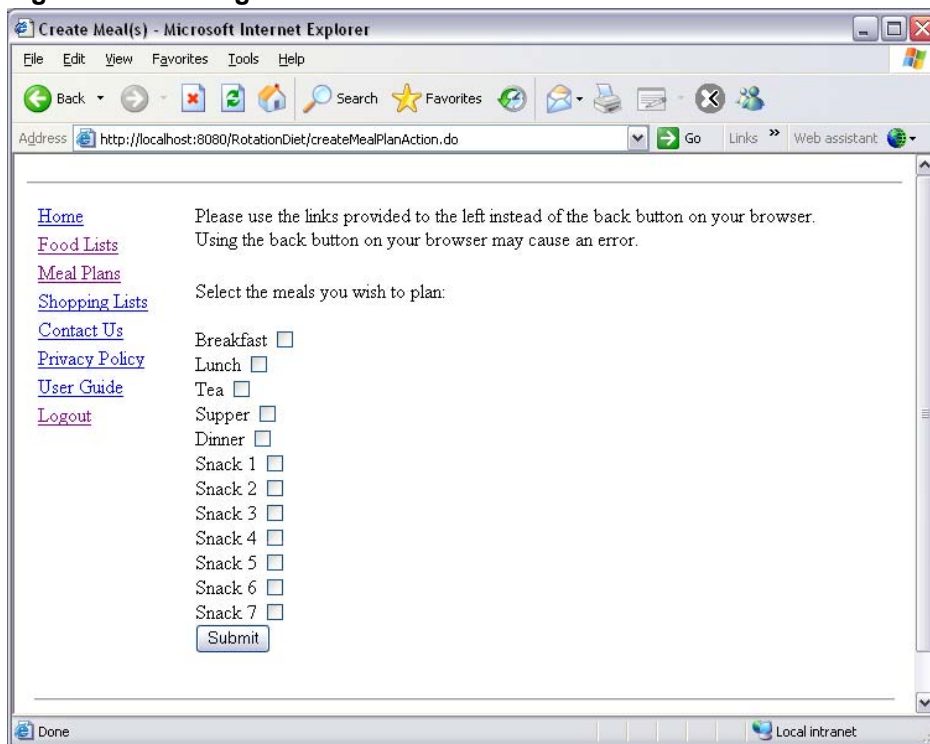 Create Meal(s) - Microsoft Internet Explorer
File Edit View Favorites Tools Help
Back Search Favorites
Address http://localhost:8080/RotationDiet/createMealPlanAction.do Go Links » Web assistant
Home
Food Lists
Meal Plans
Shopping Lists
Contact Us
Privacy Policy
User Guide
Logout
Please use the links provided to the left instead of the back button on your browser.
Using the back button on your browser may cause an error.
Select the meals you wish to plan:
Breakfast
Lunch
Tea
Supper
Dinner
Snack 1
Snack 2
Snack 3
Snack 4
Snack 5
Snack 6
Snack 7
Submit
Done Local intranet